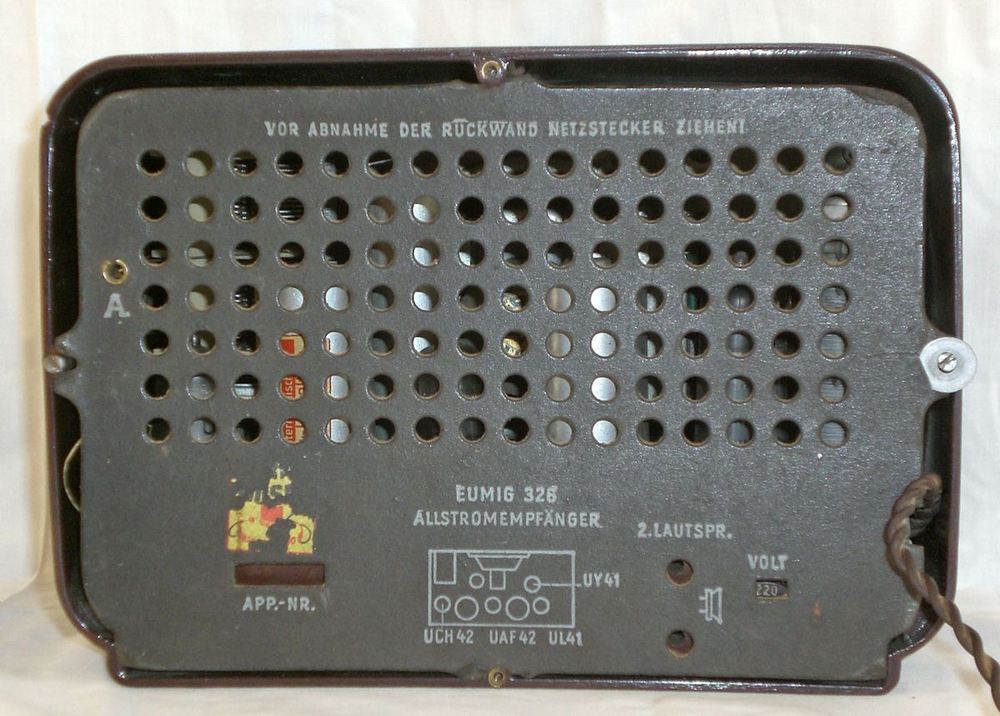 VOR ABNAHME DER RÜCKWAND NETZSTECKER ZIEHEN!
A
EUMIG 326
ALLSTROMEMPFÄNGER
2.LAUTSPR.
VOLT
220
UY41
APP.-NR.
UCH42 UAF42 UL41